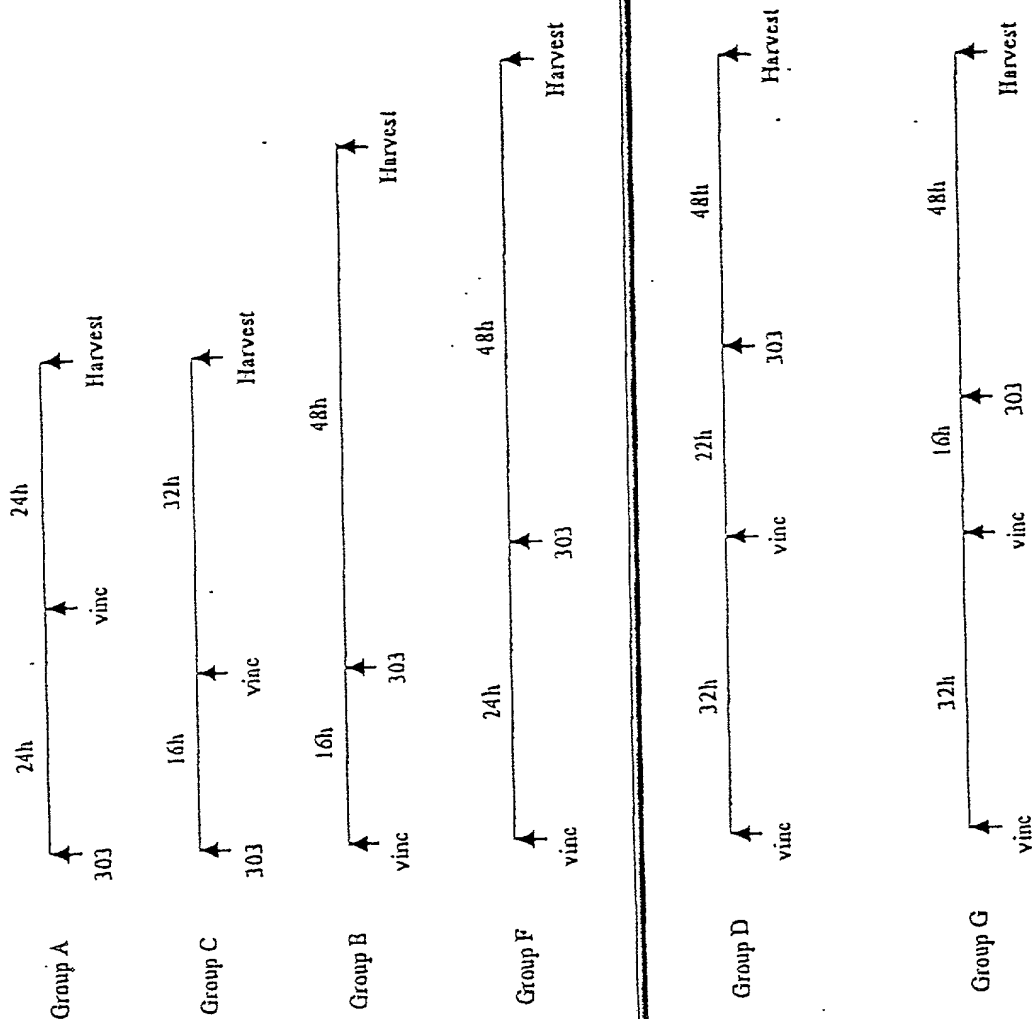 Group A
303
24h
vinc
24h
Harvest
Group C
303
16h
vinc
32h
Harvest
Group B
vinc
16h
303
48h
Harvest
Group F
vinc
24h
303
48h
Harvest
Group D
vinc
32h
vinc
22h
303
48h
Harvest
Group G
vinc
32h
vinc
16h
303
48h
Harvest